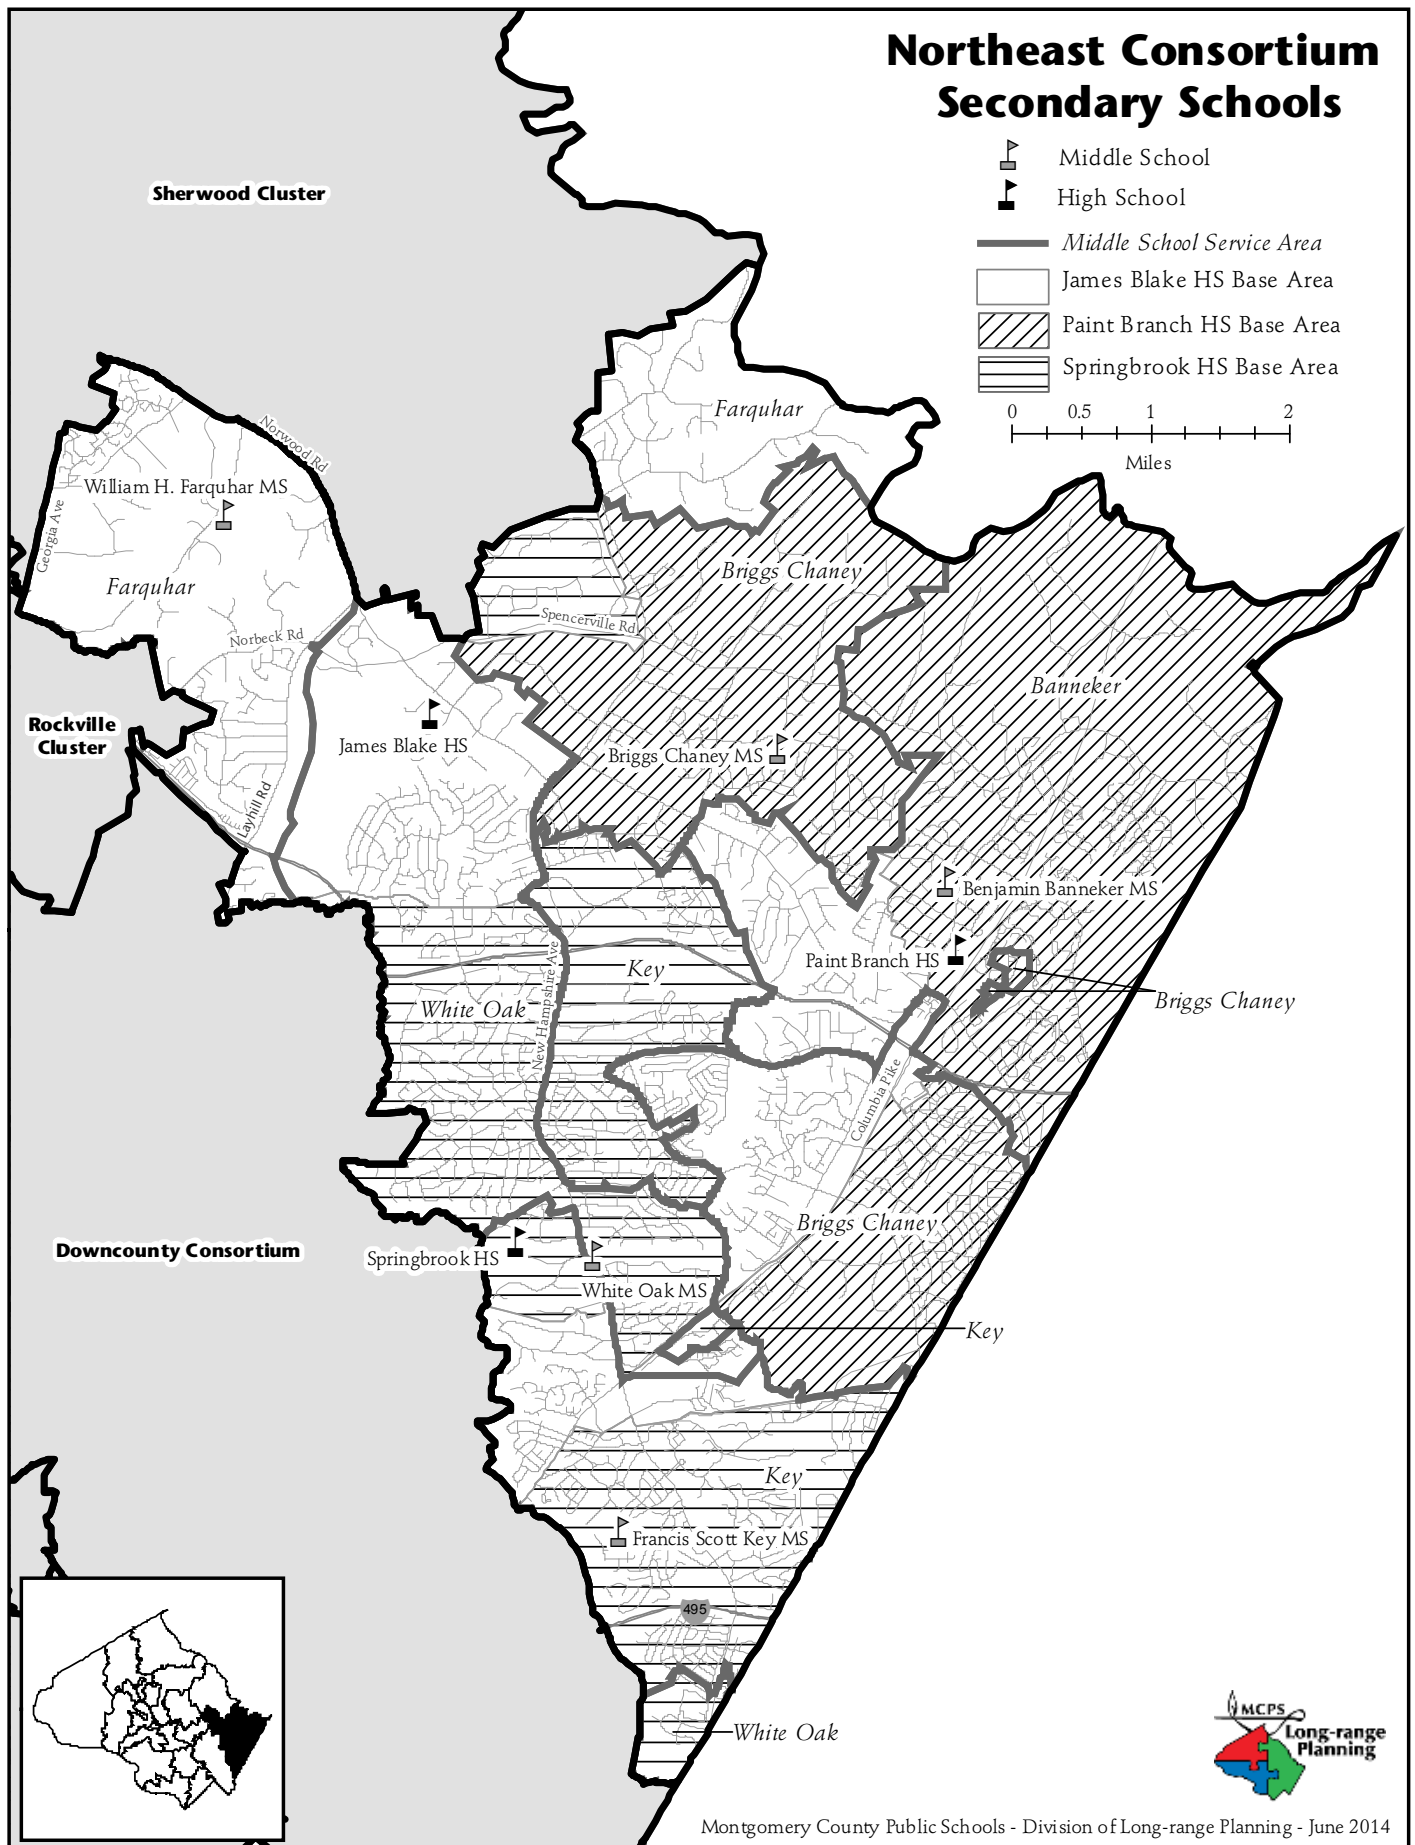 Northeast Consortium
Secondary Schools
Middle School
High School
Middle School Service Area
James Blake HS Base Area
Paint Branch HS Base Area
Springbrook HS Base Area
0 0.5 1 2
Miles
Sherwood Cluster
Farquhar
Norwood Rd
William H. Farquhar MS
Georgia Ave
Farquhar
Briggs Chaney
Spencerville Rd
Norbeck Rd
Banneker
Rockville
Cluster
James Blake HS
Briggs Chaney MS
Layhill Rd
Benjamin Banneker MS
Paint Branch HS
Key
White Oak
New Hampshire Ave
Briggs Chaney
Columbia Pike
Briggs Chaney
Downcounty Consortium
Springbrook HS
White Oak MS
Key
Key
Francis Scott Key MS
495
White Oak
MCPS
Long-range
Planning
Montgomery County Public Schools - Division of Long-range Planning - June 2014